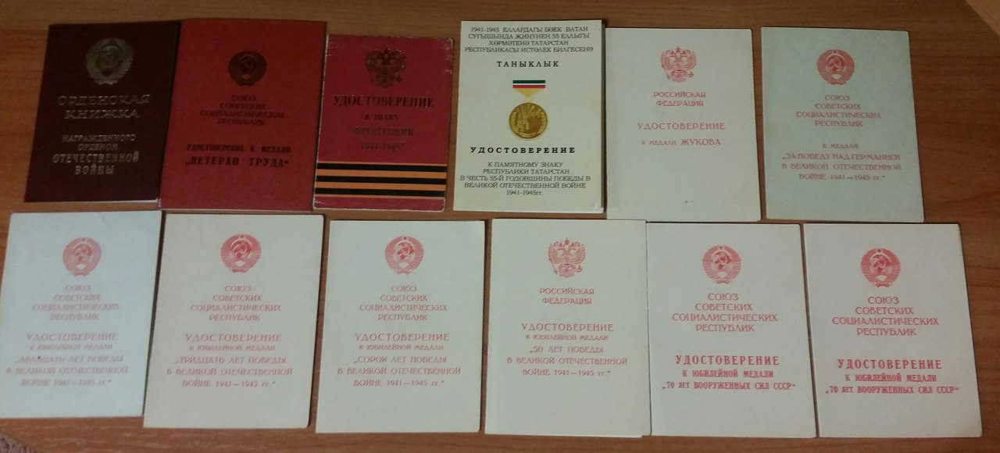 ОРДЕНСКАЯ
КНИЖКА
НАГРАЖДЕННОГО
ОРДЕНОМ
ОТЕЧЕСТВЕННОЙ
ВОЙНЫ
СОЮЗ
СОВЕТСКИХ
СОЦИАЛИСТИЧЕСКИХ
РЕСПУБЛИК
УДОСТОВЕРЕНИЕ К МЕДАЛИ
„ВЕТЕРАН ТРУДА“
УДОСТОВЕРЕНИЕ
К ЗНАКУ
ФРОНТОВИК
1941-1945"
1941-1945 ЕЛЛАРДАГЫ БӨЕК ВАТАН
СУГЫШЫНДА ҖИҢҮНЕҢ 55 ЕЛЛЫГЫ
ХӨРМӘТЕНӘ ТАТАРСТАН
РЕСПУБЛИКАСЫ ИСТӘЛЕК БИЛГЕСЕНӘ
ТАНЫКЛЫК
УДОСТОВЕРЕНИЕ
К ПАМЯТНОМУ ЗНАКУ
РЕСПУБЛИКИ ТАТАРСТАН
В ЧЕСТЬ 55-Й ГОДОВЩИНЫ ПОБЕДЫ В
ВЕЛИКОЙ ОТЕЧЕСТВЕННОЙ ВОЙНЕ
1941-1945гг.
РОССИЙСКАЯ
ФЕДЕРАЦИЯ
УДОСТОВЕРЕНИЕ
К МЕДАЛИ ЖУКОВА
СОЮЗ
СОВЕТСКИХ
СОЦИАЛИСТИЧЕСКИХ
РЕСПУБЛИК
К МЕДАЛИ
„ЗА ПОБЕДУ НАД ГЕРМАНИЕЙ
В ВЕЛИКОЙ ОТЕЧЕСТВЕННОЙ
ВОЙНЕ 1941—1945 гг."
СОЮЗ
СОВЕТСКИХ
СОЦИАЛИСТИЧЕСКИХ
РЕСПУБЛИК
УДОСТОВЕРЕНИЕ
К ЮБИЛЕЙНОЙ МЕДАЛИ
„ДВАДЦАТЬ ЛЕТ ПОБЕДЫ
В ВЕЛИКОЙ ОТЕЧЕСТВЕННОЙ
ВОЙНЕ 1941—1945 гг."
СОЮЗ
СОВЕТСКИХ
СОЦИАЛИСТИЧЕСКИХ
РЕСПУБЛИК
УДОСТОВЕРЕНИЕ
К ЮБИЛЕЙНОЙ МЕДАЛИ
„ТРИДЦАТЬ ЛЕТ ПОБЕДЫ
В ВЕЛИКОЙ ОТЕЧЕСТВЕННОЙ
ВОЙНЕ 1941—1945 гг."
СОЮЗ
СОВЕТСКИХ
СОЦИАЛИСТИЧЕСКИХ
РЕСПУБЛИК
УДОСТОВЕРЕНИЕ
К ЮБИЛЕЙНОЙ МЕДАЛИ
„СОРОК ЛЕТ ПОБЕДЫ
В ВЕЛИКОЙ ОТЕЧЕСТВЕННОЙ
ВОЙНЕ 1941—1945 гг."
РОССИЙСКАЯ
ФЕДЕРАЦИЯ
УДОСТОВЕРЕНИЕ
К ЮБИЛЕЙНОЙ МЕДАЛИ
„50 ЛЕТ ПОБЕДЫ
В ВЕЛИКОЙ ОТЕЧЕСТВЕННОЙ
ВОЙНЕ 1941—1945 гг."
СОЮЗ
СОВЕТСКИХ
СОЦИАЛИСТИЧЕСКИХ
РЕСПУБЛИК
УДОСТОВЕРЕНИЕ
К ЮБИЛЕЙНОЙ МЕДАЛИ
„70 ЛЕТ ВООРУЖЕННЫХ СИЛ СССР“
СОЮЗ
СОВЕТСКИХ
СОЦИАЛИСТИЧЕСКИХ
РЕСПУБЛИК
УДОСТОВЕРЕНИЕ
К ЮБИЛЕЙНОЙ МЕДАЛИ
„70 ЛЕТ ВООРУЖЕННЫХ СИЛ СССР“